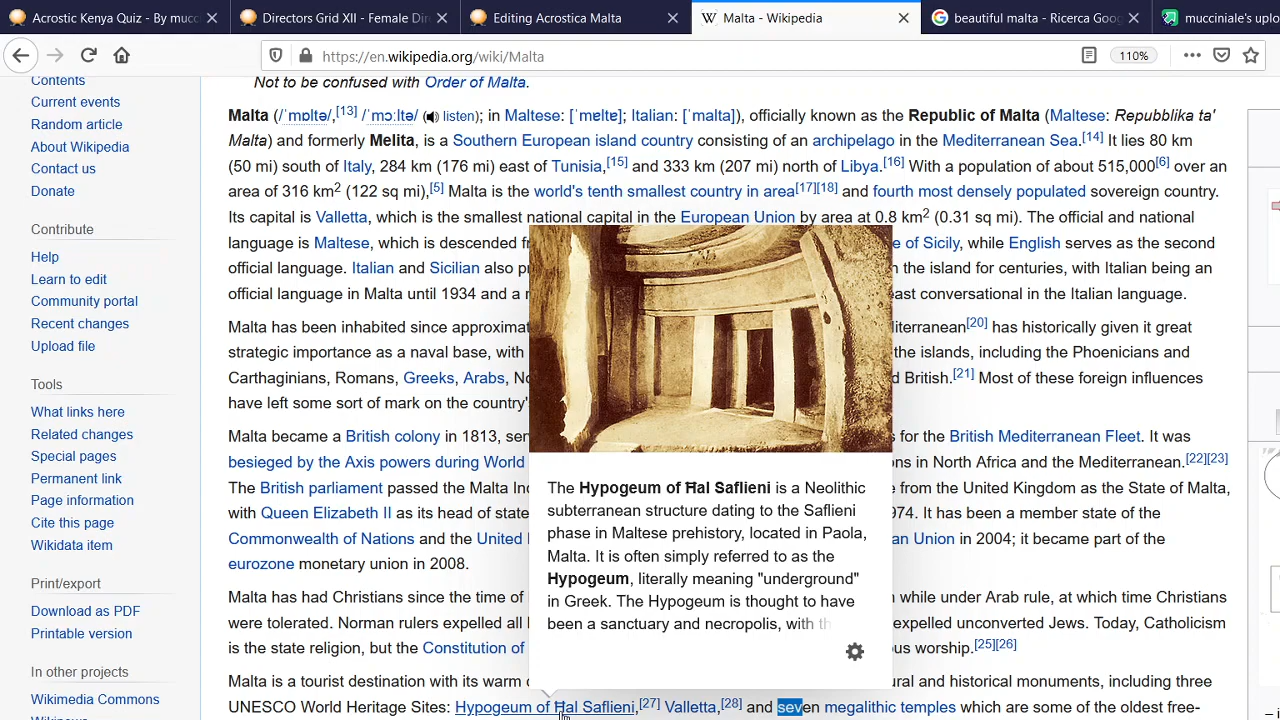 Acrostic Kenya Quiz - By mucc
Directors Grid XII - Female Dir
Editing Acrostica Malta
Malta - Wikipedia
beautiful malta - Ricerca Goog
mucciniale's uplo
https://en.wikipedia.org/wiki/Malta
110%
Contents
Current events
Random article
About Wikipedia
Contact us
Donate
Contribute
Help
Learn to edit
Community portal
Recent changes
Upload file
Tools
What links here
Related changes
Special pages
Permanent link
Page information
Cite this page
Wikidata item
Print/export
Download as PDF
Printable version
In other projects
Wikimedia Commons
Not to be confused with Order of Malta.
Malta (/ˈmɒltə/,[13] /ˈmɔːltə/ (listen); in Maltese: [ˈmɐltɐ]; Italian: [ˈmalta]), officially known as the Republic of Malta (Maltese: Repubblika ta'
Malta) and formerly Melita, is a Southern European island country consisting of an archipelago in the Mediterranean Sea.[14] It lies 80 km
(50 mi) south of Italy, 284 km (176 mi) east of Tunisia,[15] and 333 km (207 mi) north of Libya.[16] With a population of about 515,000[6] over an
area of 316 km2 (122 sq mi),[5] Malta is the world's tenth smallest country in area[17][18] and fourth most densely populated sovereign country.
Its capital is Valletta, which is the smallest national capital in the European Union by area at 0.8 km2 (0.31 sq mi). The official and national
language is Maltese, which is descended e of Sicily, while English serves as the second
official language. Italian and Sicilian also the island for centuries, with Italian being an
official language in Malta until 1934 and a conversational in the Italian language.
Malta has been inhabited since approximat [20] has historically given it great
strategic importance as a naval base, with the islands, including the Phoenicians and
Carthaginians, Romans, Greeks, Arabs, British.[21] Most of these foreign influences
have left some sort of mark on the country'
Malta became a British colony in 1813, for the British Mediterranean Fleet. It was
besieged by the Axis powers during World in North Africa and the Mediterranean.[22][23]
The British parliament passed the Malta from the United Kingdom as the State of Malta,
with Queen Elizabeth II as its head of state 974. It has been a member state of the
Commonwealth of Nations and the United an Union in 2004; it became part of the
eurozone monetary union in 2008.
Malta has had Christians since the time of while under Arab rule, at which time Christians
were tolerated. Norman rulers expelled all expelled unconverted Jews. Today, Catholicism
is the state religion, but the Constitution of worship.[25][26]
Malta is a tourist destination with its warm and historical monuments, including three
UNESCO World Heritage Sites: Hypogeum of Ħal Saflieni,[27] Valletta,[28] and seven megalithic temples which are some of the oldest free-
The Hypogeum of Ħal Saflieni is a Neolithic
subterranean structure dating to the Saflieni
phase in Maltese prehistory, located in Paola,
Malta. It is often simply referred to as the
Hypogeum, literally meaning "underground"
in Greek. The Hypogeum is thought to have
been a sanctuary and necropolis, with th